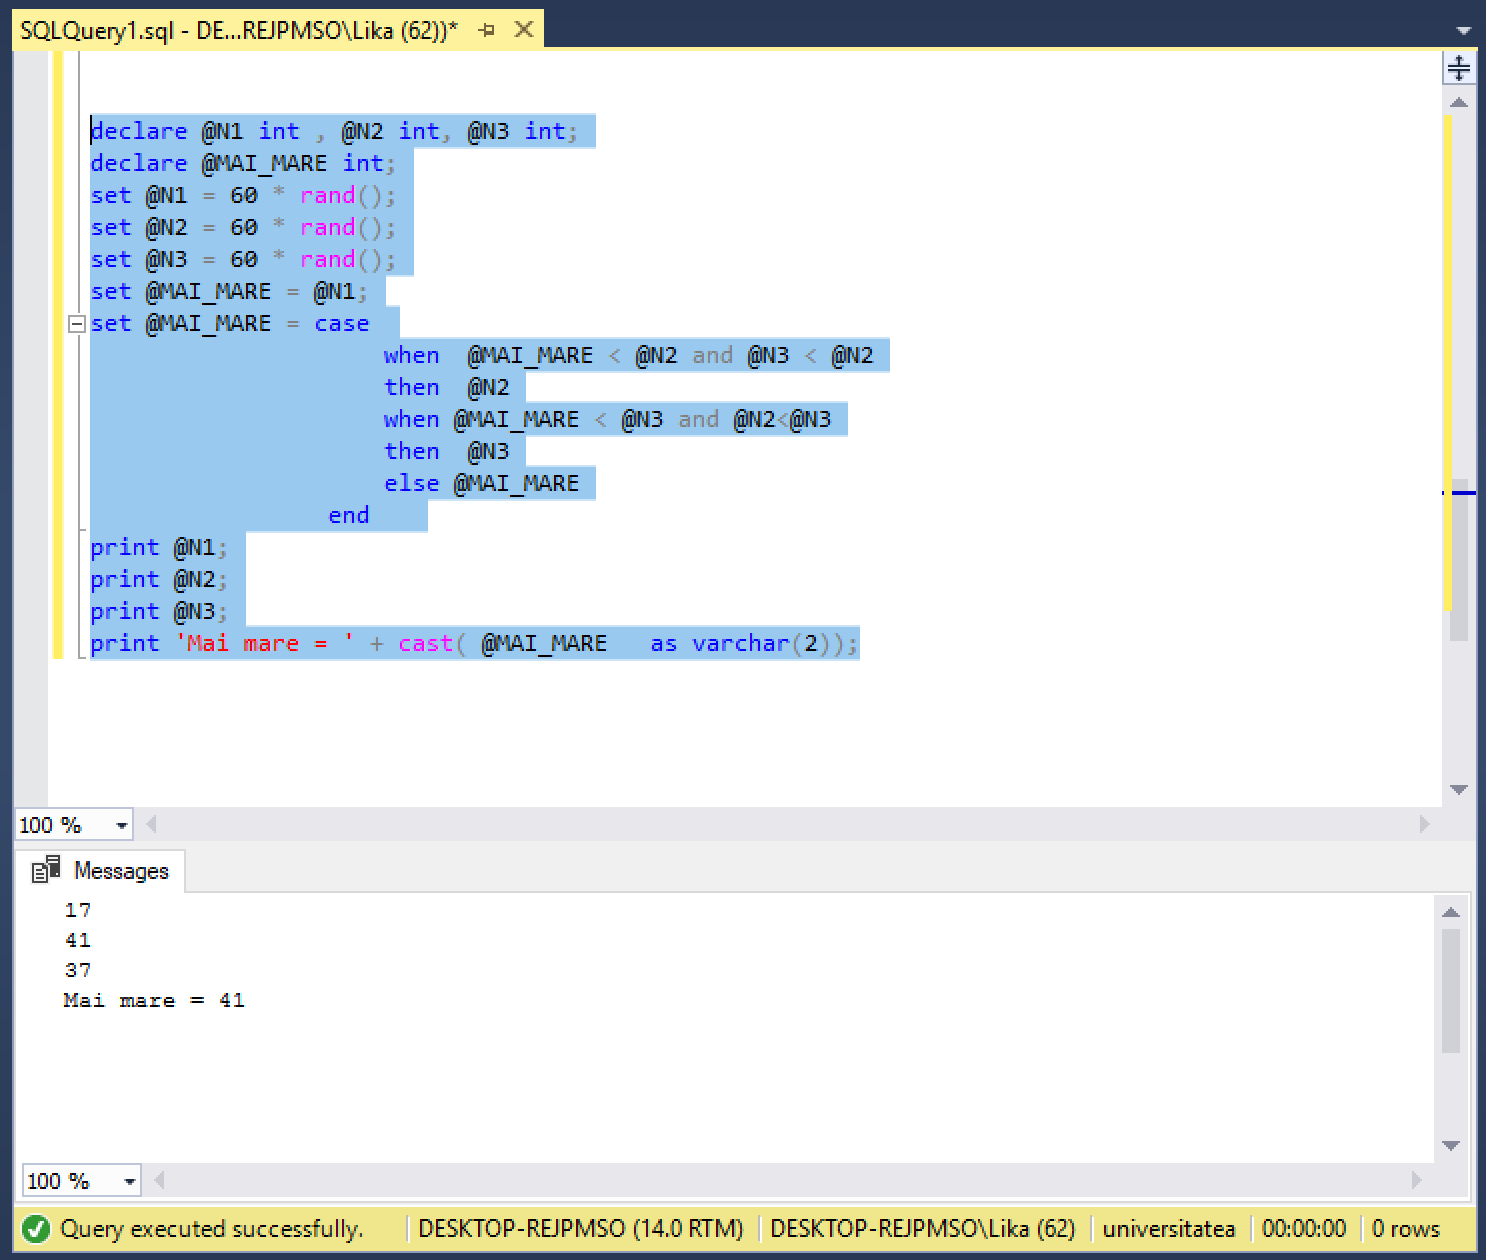 SQLQuery1.sql - DE...REJPMSO\Lika (62))*
declare @N1 int , @N2 int, @N3 int;
declare @MAI_MARE int;
set @N1 = 60 * rand();
set @N2 = 60 * rand();
set @N3 = 60 * rand();
set @MAI_MARE = @N1;
set @MAI_MARE = case
when @MAI_MARE < @N2 and @N3 < @N2
then @N2
when @MAI_MARE < @N3 and @N2<@N3
then @N3
else @MAI_MARE
end
print @N1;
print @N2;
print @N3;
print 'Mai mare = ' + cast( @MAI_MARE as varchar(2));
100 %
Messages
17
41
37
Mai mare = 41
100 %
Query executed successfully. DESKTOP-REJPMSO (14.0 RTM) DESKTOP-REJPMSO\Lika (62) universitatea 00:00:00 0 rows